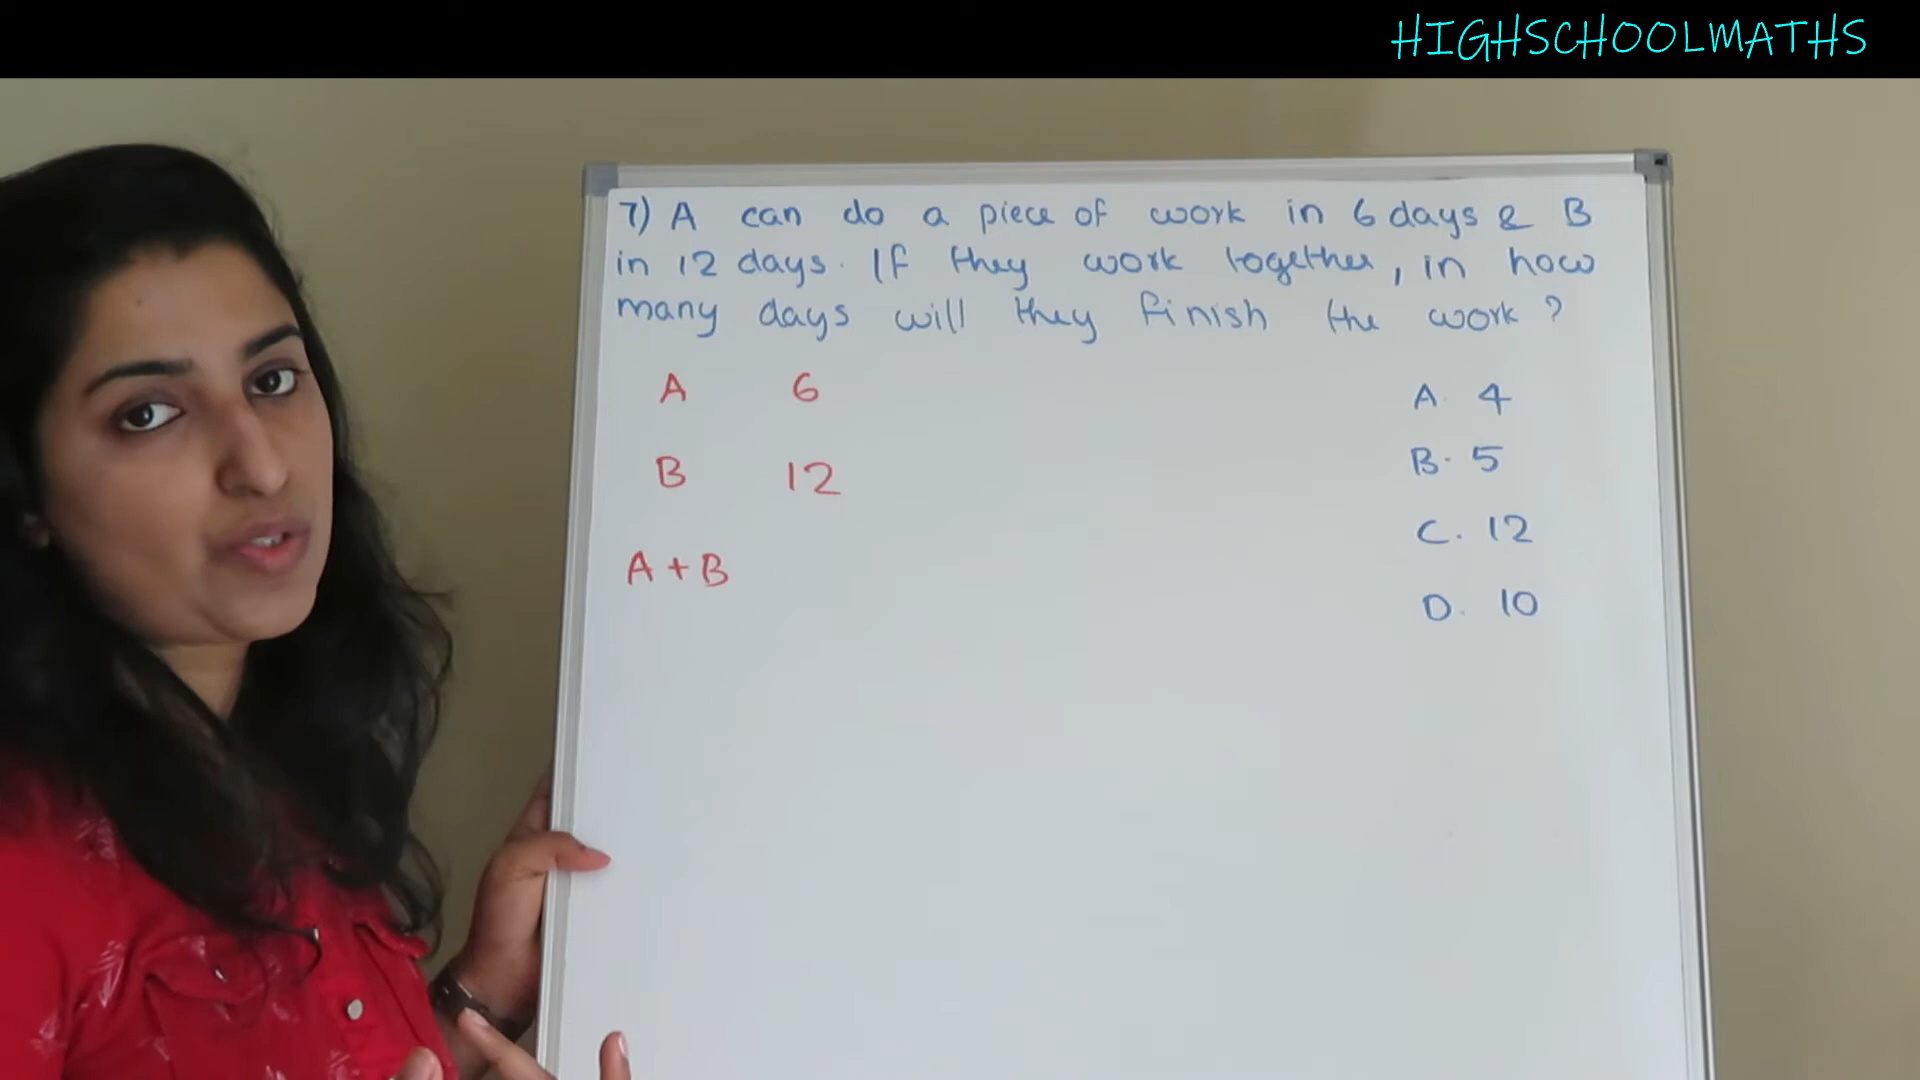 HIGHSCHOOLMATHS
7) A can do a piece of work in 6 days & B
in 12 days. If they work together, in how
many days will they finish the work ?
A 6
B 12
A + B
A. 4
B. 5
C. 12
D. 10